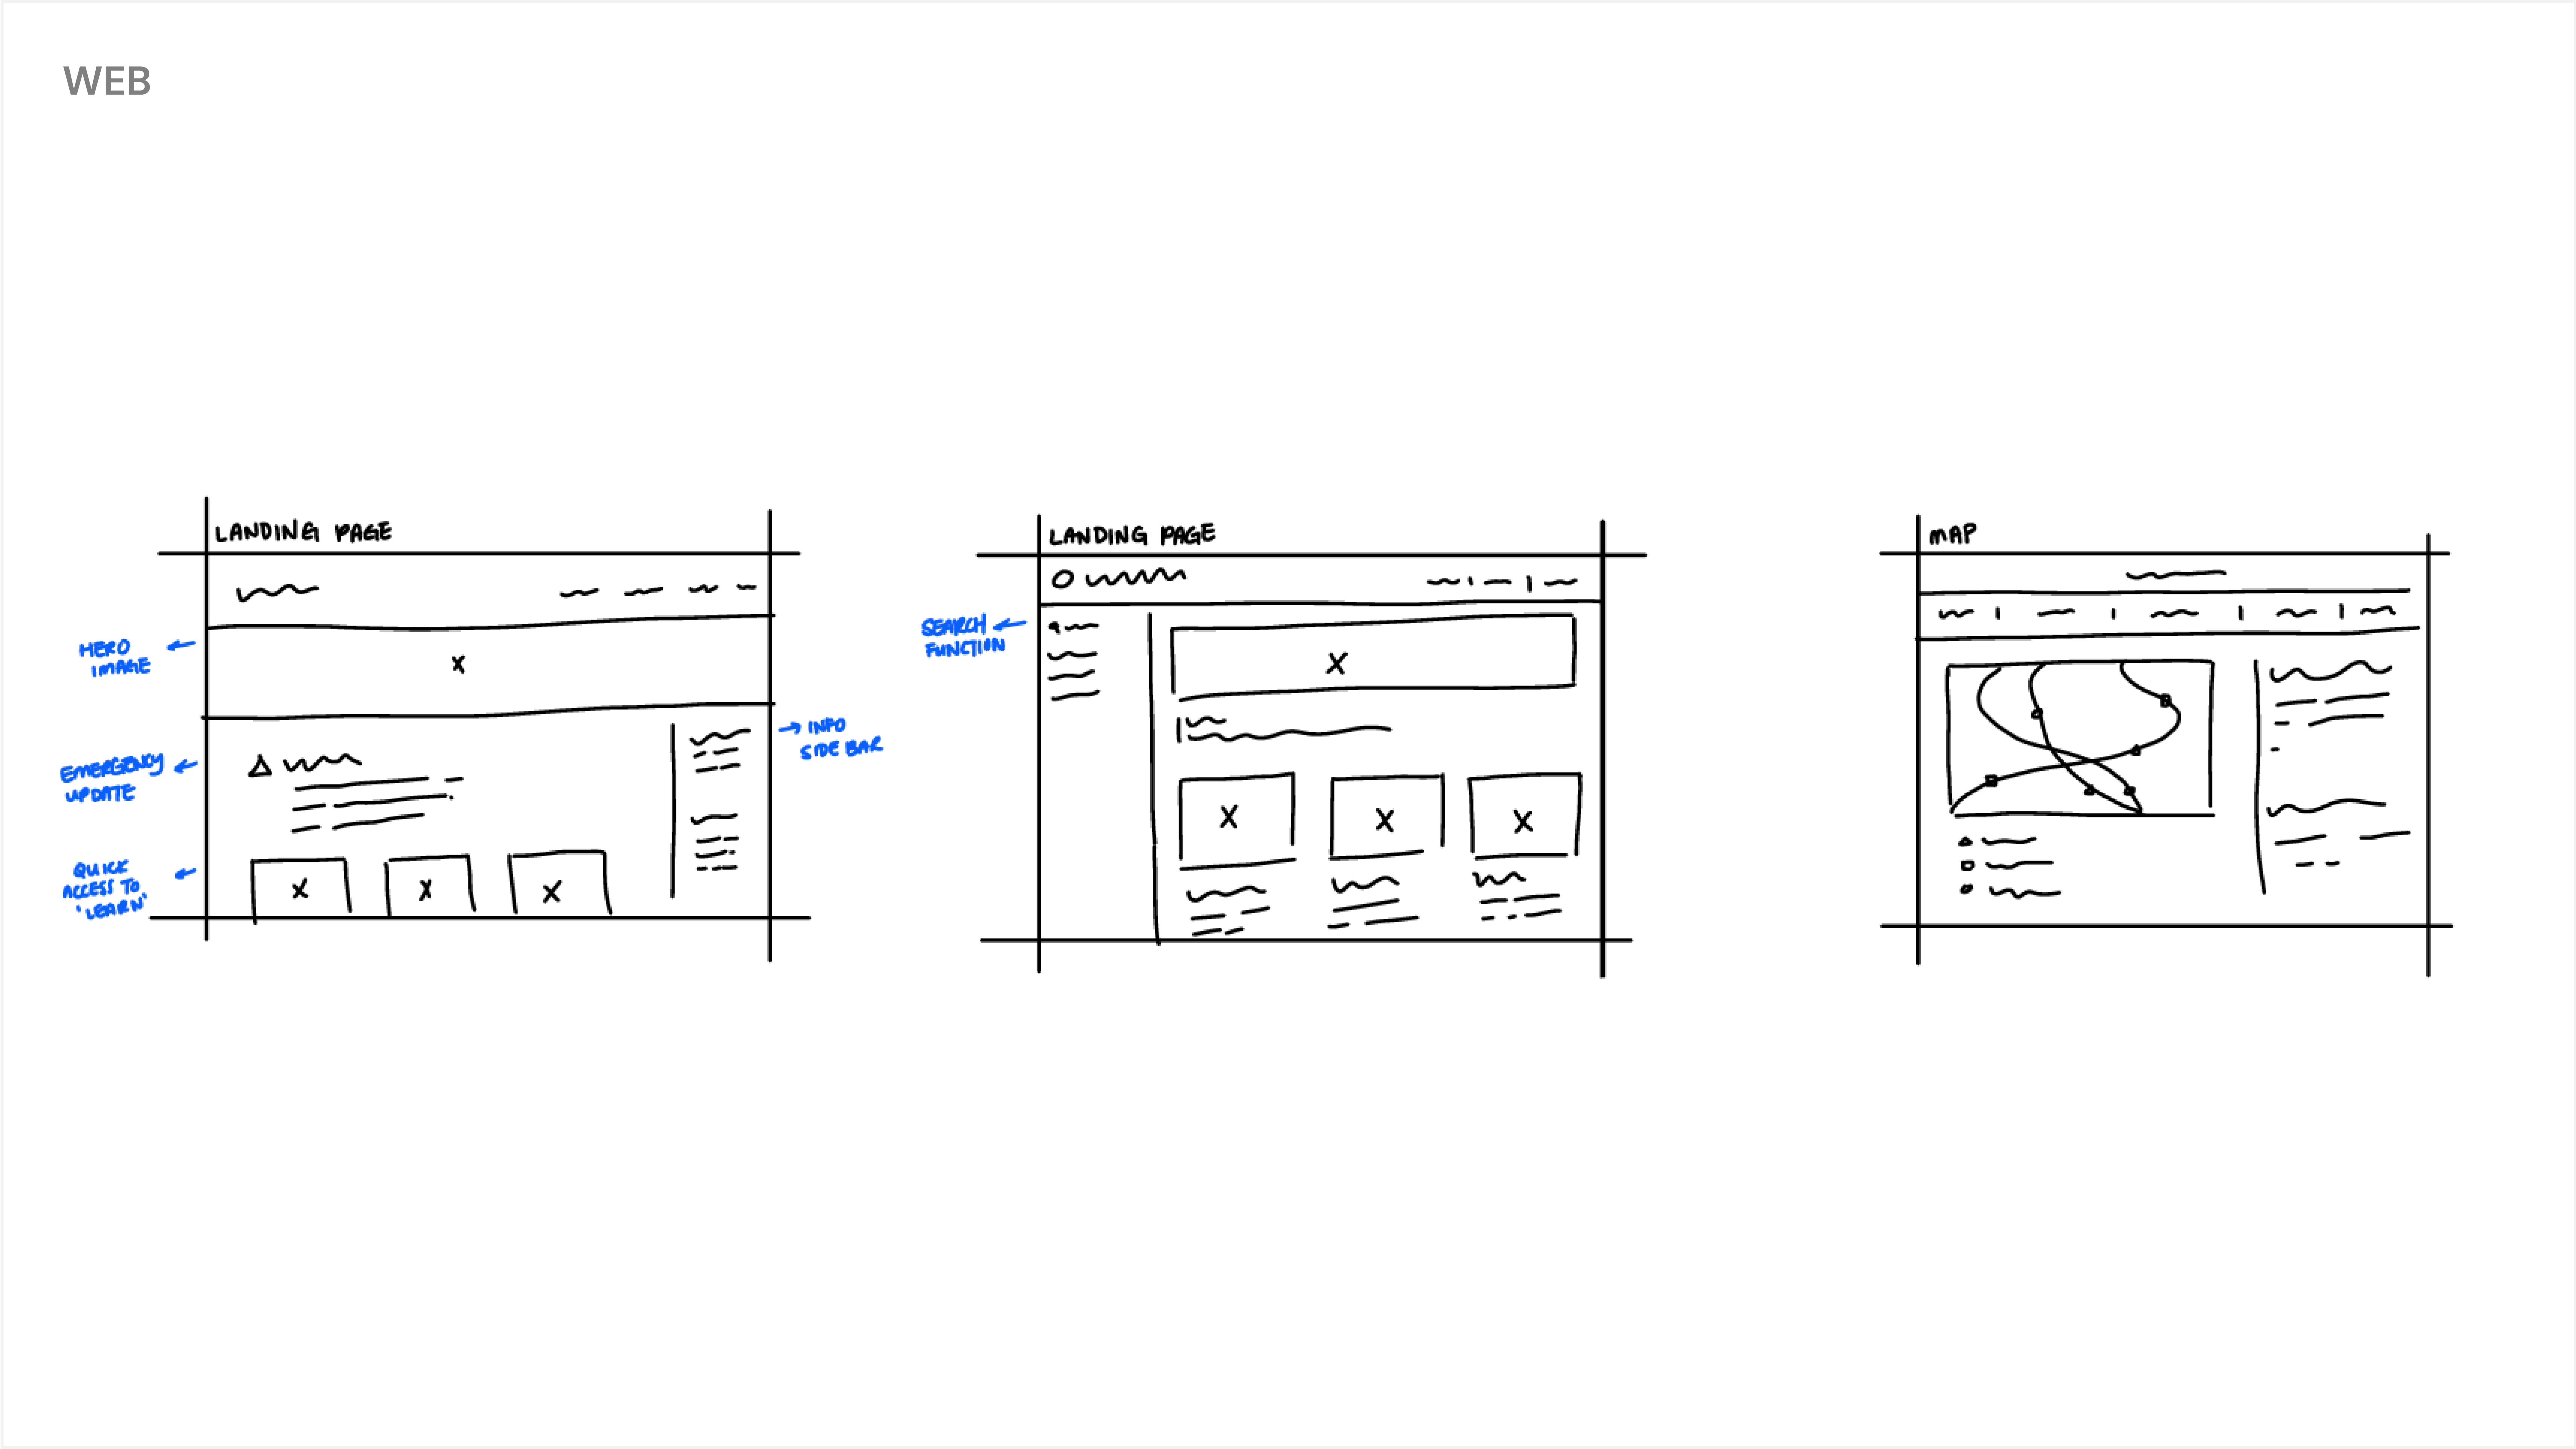 WEB
LANDING PAGE
HERO
IMAGE
EMERGENCY
UPDATE
QUICK
ACCESS TO
'LEARN'
INFO
SIDE BAR
LANDING PAGE
SEARCH
FUNCTION
MAP